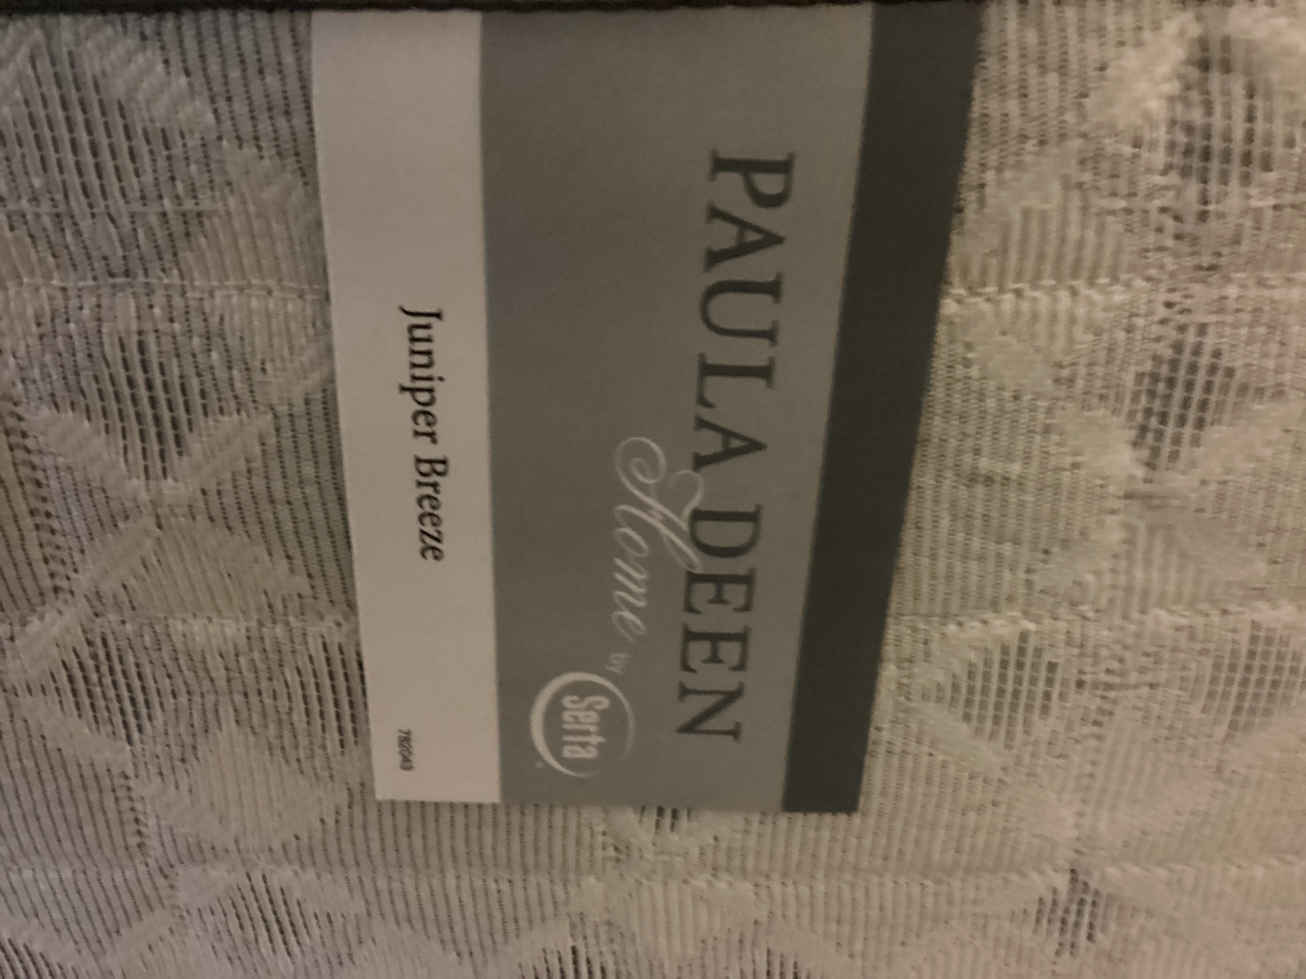 PAULA DEEN
Home by
Serta
Juniper Breeze